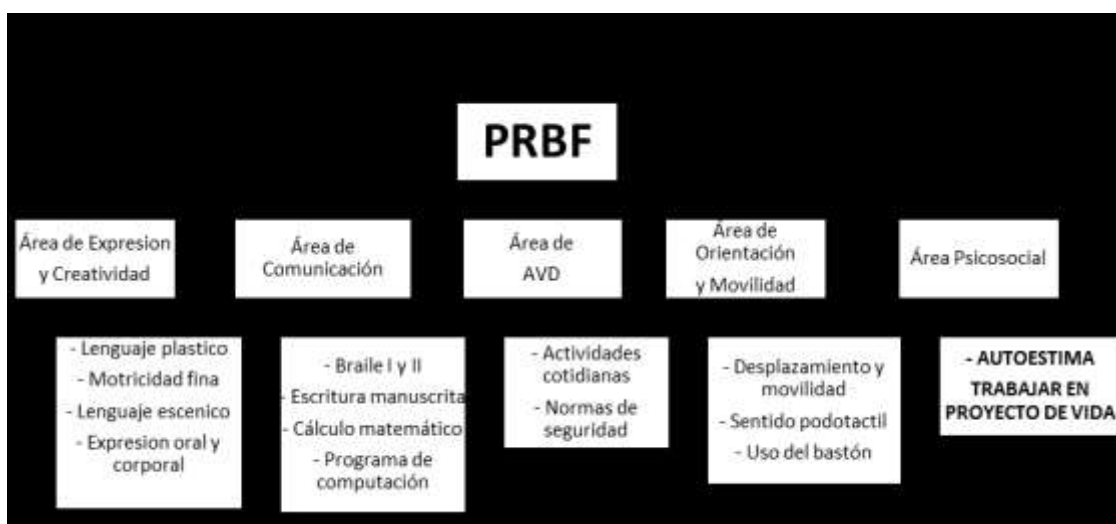 PRBF
Área de Expresion
y Creatividad
Área de
Comunicación
Área de
AVD
Área de
Orientación
y Movilidad
Área Psicosocial
- Lenguaje plastico
- Motricidad fina
- Lenguaje escenico
- Expresion oral y
corporal
- Braile I y II
- Escritura manuscrita
- Cálculo matemático
- Programa de
computación
- Actividades
cotidianas
- Normas de
seguridad
- Desplazamiento y
movilidad
- Sentido podotactil
- Uso del bastón
- AUTOESTIMA
TRABAJAR EN
PROYECTO DE VIDA